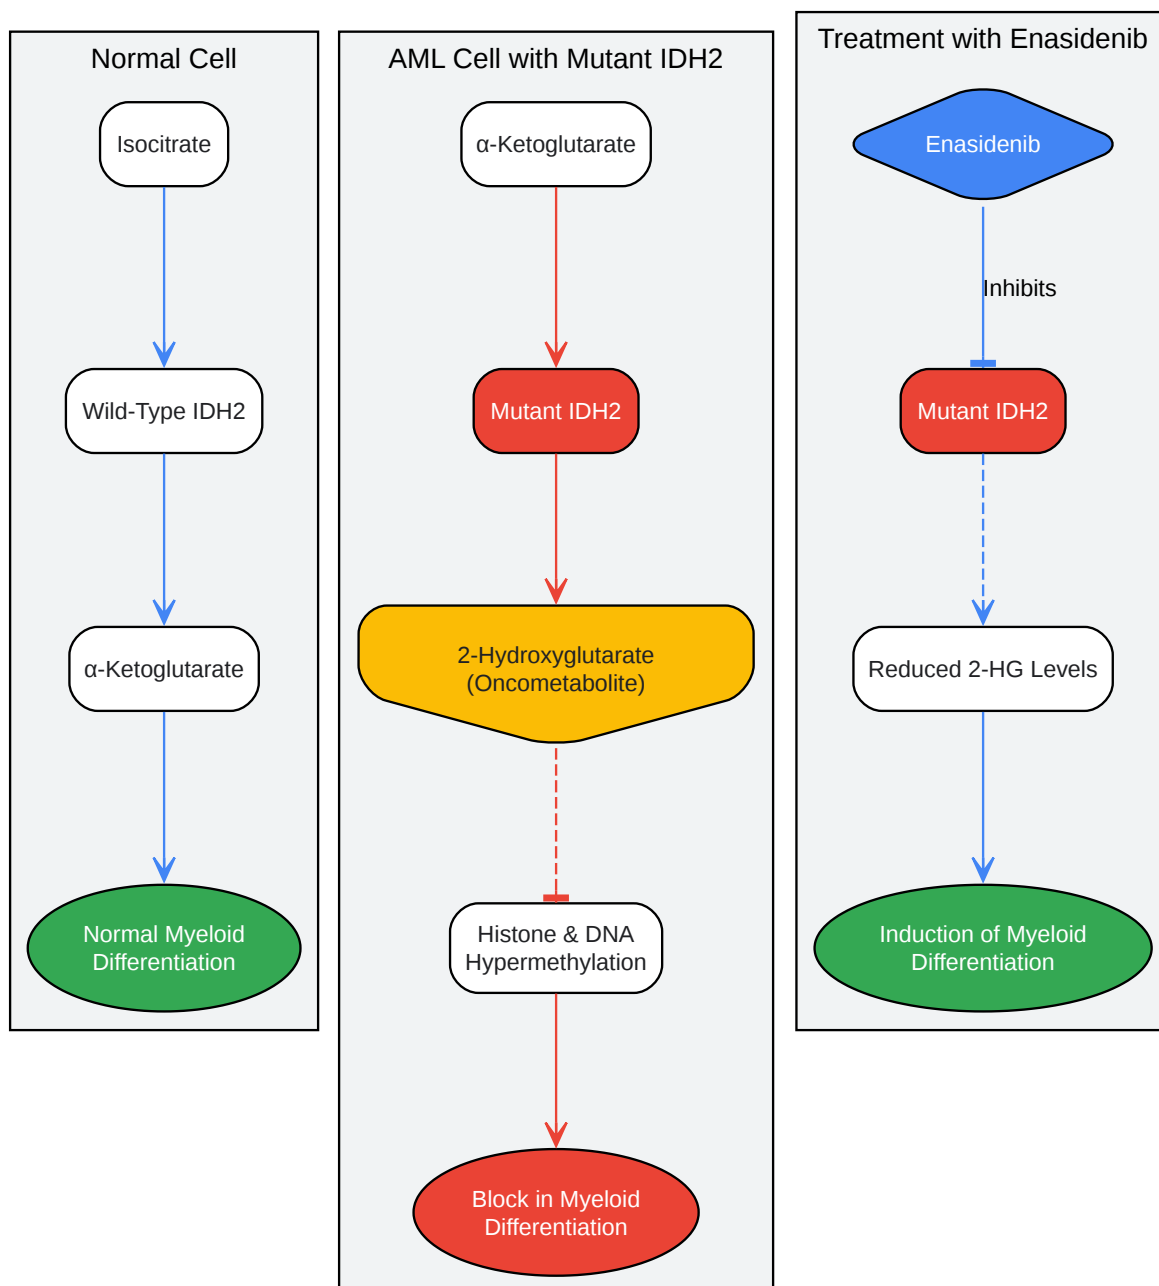 Normal Cell
Isocitrate
Wild-Type IDH2
α-Ketoglutarate
Normal Myeloid
Differentiation
AML Cell with Mutant IDH2
α-Ketoglutarate
Mutant IDH2
2-Hydroxyglutarate
(Oncometabolite)
Histone & DNA
Hypermethylation
Block in Myeloid
Differentiation
Treatment with Enasidenib
Enasidenib
Inhibits
Mutant IDH2
Reduced 2-HG Levels
Induction of Myeloid
Differentiation